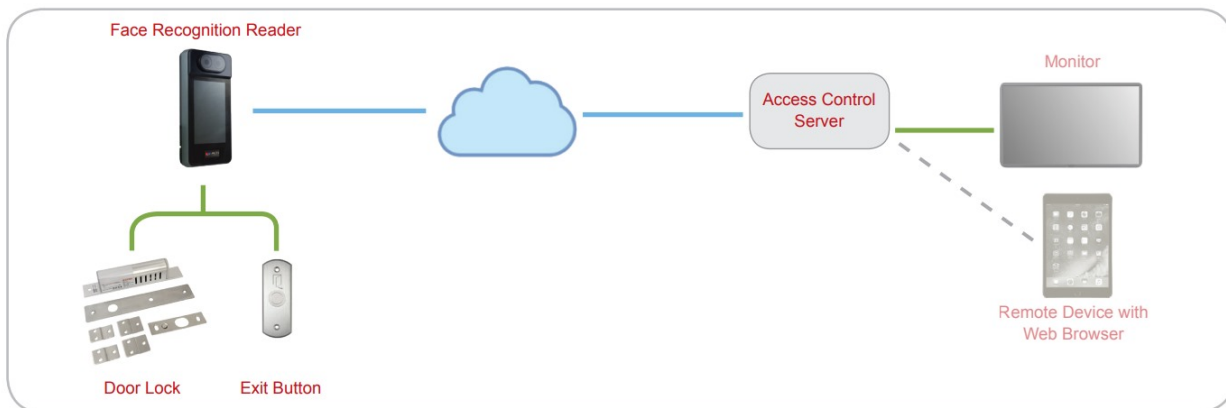 Face Recognition Reader
Monitor
Access Control
Server
Remote Device with
Web Browser
Door Lock
Exit Button